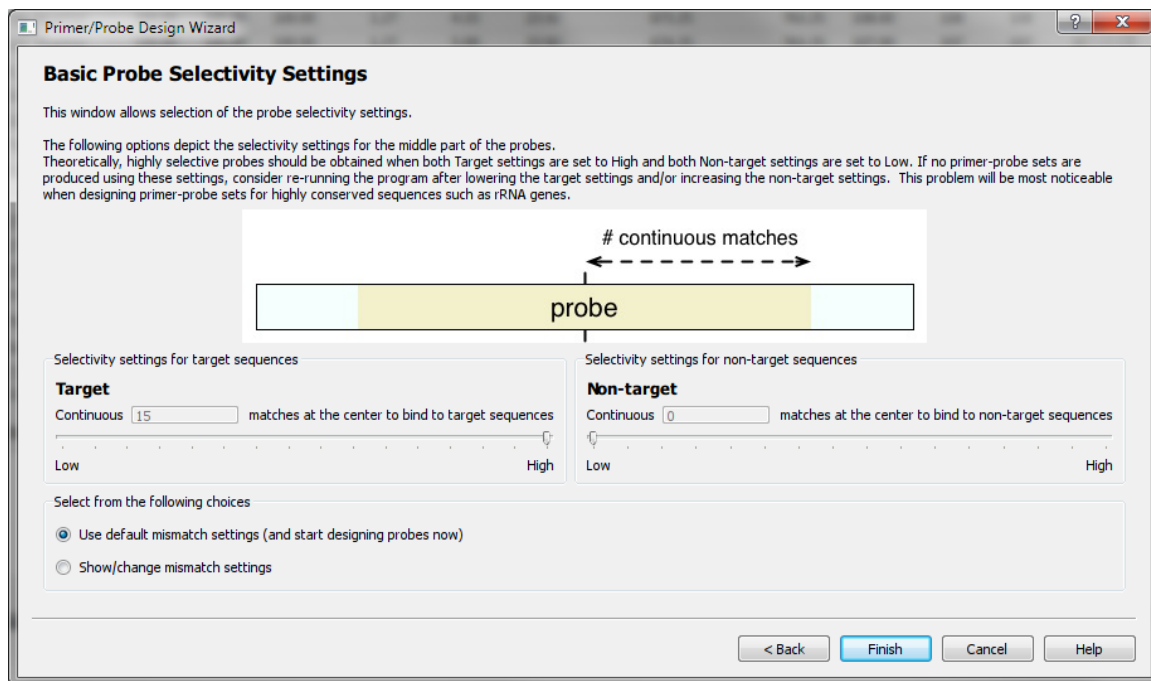 Primer/Probe Design Wizard
Basic Probe Selectivity Settings
This window allows selection of the probe selectivity settings.
The following options depict the selectivity settings for the middle part of the probes.
Theoretically, highly selective probes should be obtained when both Target settings are set to High and both Non-target settings are set to Low. If no primer-probe sets are
produced using these settings, consider re-running the program after lowering the target settings and/or increasing the non-target settings. This problem will be most noticeable
when designing primer-probe sets for highly conserved sequences such as rRNA genes.
# continuous matches
probe
Selectivity settings for target sequences
Target
Continuous 15 matches at the center to bind to target sequences
Low High
Selectivity settings for non-target sequences
Non-target
Continuous 0 matches at the center to bind to non-target sequences
Low High
Select from the following choices
Use default mismatch settings (and start designing probes now)
Show/change mismatch settings
< Back Finish Cancel Help